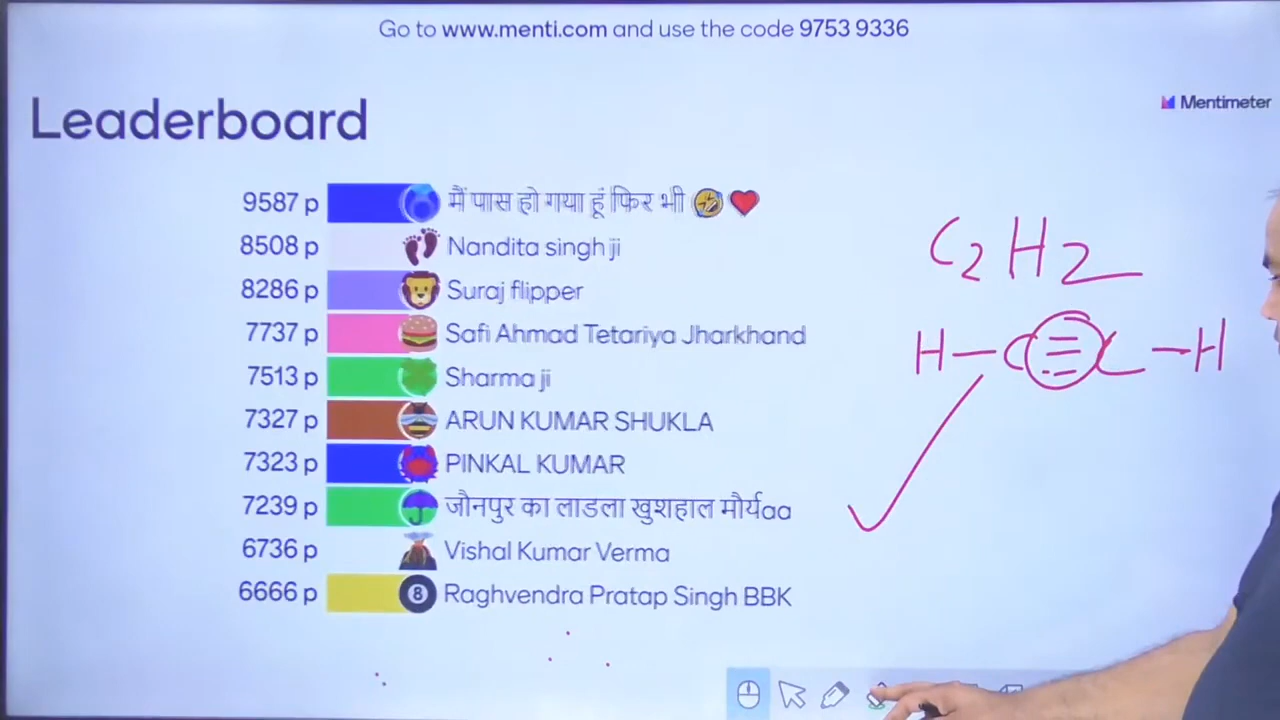 Go to www.menti.com and use the code 9753 9336
Mentimeter
Leaderboard
9587 p मैं पास हो गया हूं फिर भी 🤣 ❤️
8508 p Nandita singh ji
8286 p Suraj flipper
7737 p Safi Ahmad Tetariya Jharkhand
7513 p Sharma ji
7327 p ARUN KUMAR SHUKLA
7323 p PINKAL KUMAR
7239 p जौनपुर का लाडला खुशहाल मौर्यaa
6736 p Vishal Kumar Verma
6666 p 8 Raghvendra Pratap Singh BBK
C2H2
H—C≡C—H